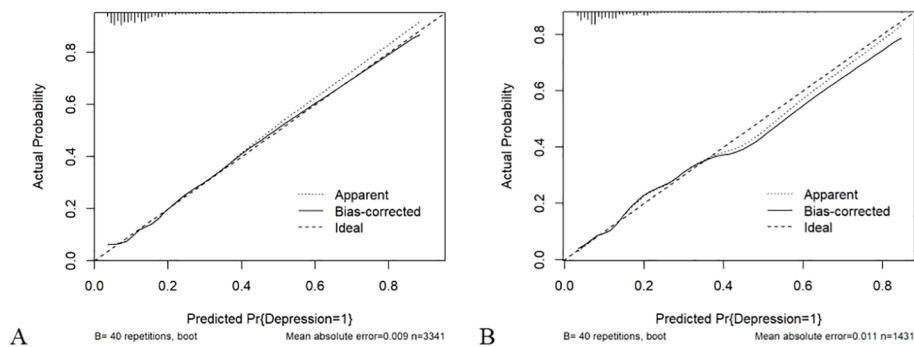 Actual Probability
0.8
0.6
0.4
0.2
0.0
Apparent
Bias-corrected
Ideal
0.0 0.2 0.4 0.6 0.8
Predicted Pr{Depression=1}
B= 40 repetitions, boot Mean absolute error=0.009 n=3341
A
Actual Probability
0.8
0.6
0.4
0.2
0.0
Apparent
Bias-corrected
Ideal
0.0 0.2 0.4 0.6 0.8
Predicted Pr{Depression=1}
B= 40 repetitions, boot Mean absolute error=0.011 n=1431
B